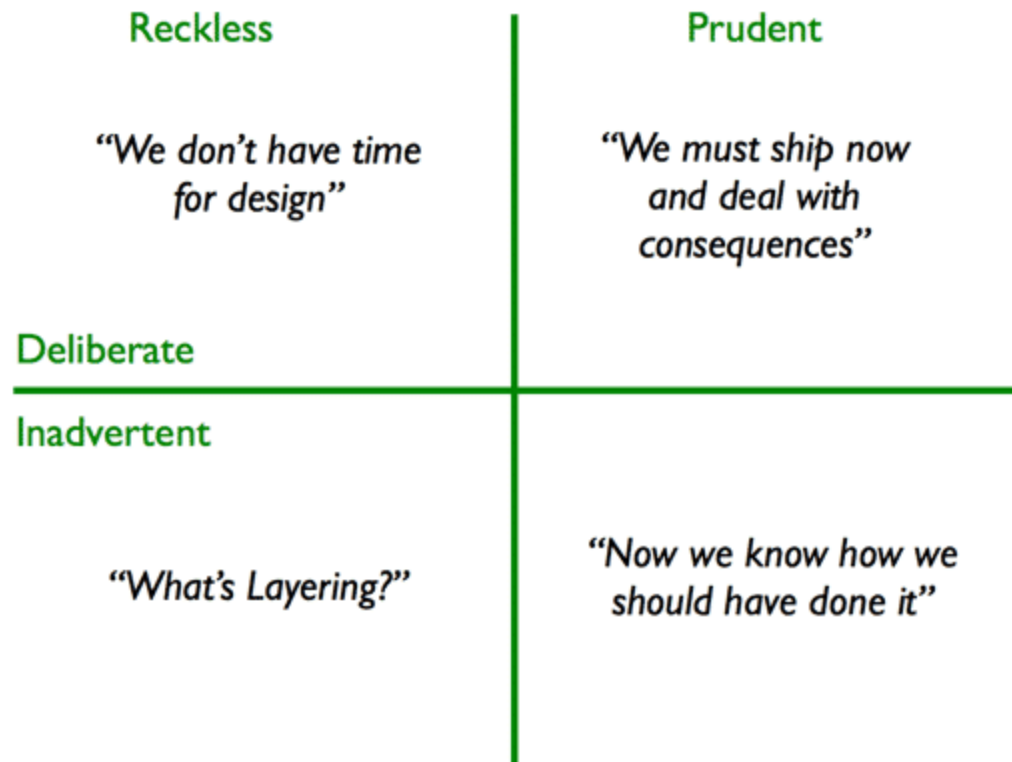 Reckless
Prudent
“We don’t have time
for design”
“We must ship now
and deal with
consequences”
Deliberate
Inadvertent
“What’s Layering?”
“Now we know how we
should have done it”